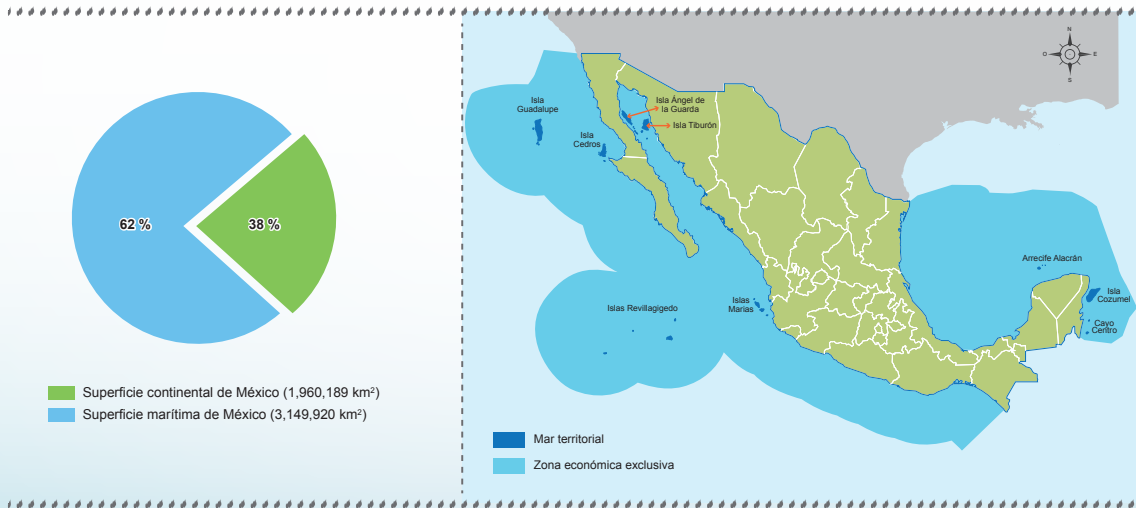 62 %
38 %
Superficie continental de México (1,960,189 km²)
Superficie marítima de México (3,149,920 km²)
N
O
E
S
Isla
Guadalupe
Isla
Cedros
Isla Ángel de
la Guarda
Isla Tiburón
Islas Revillagigedo
Islas
Marias
Arrecife Alacrán
Isla
Cozumel
Cayo
Centro
Mar territorial
Zona económica exclusiva